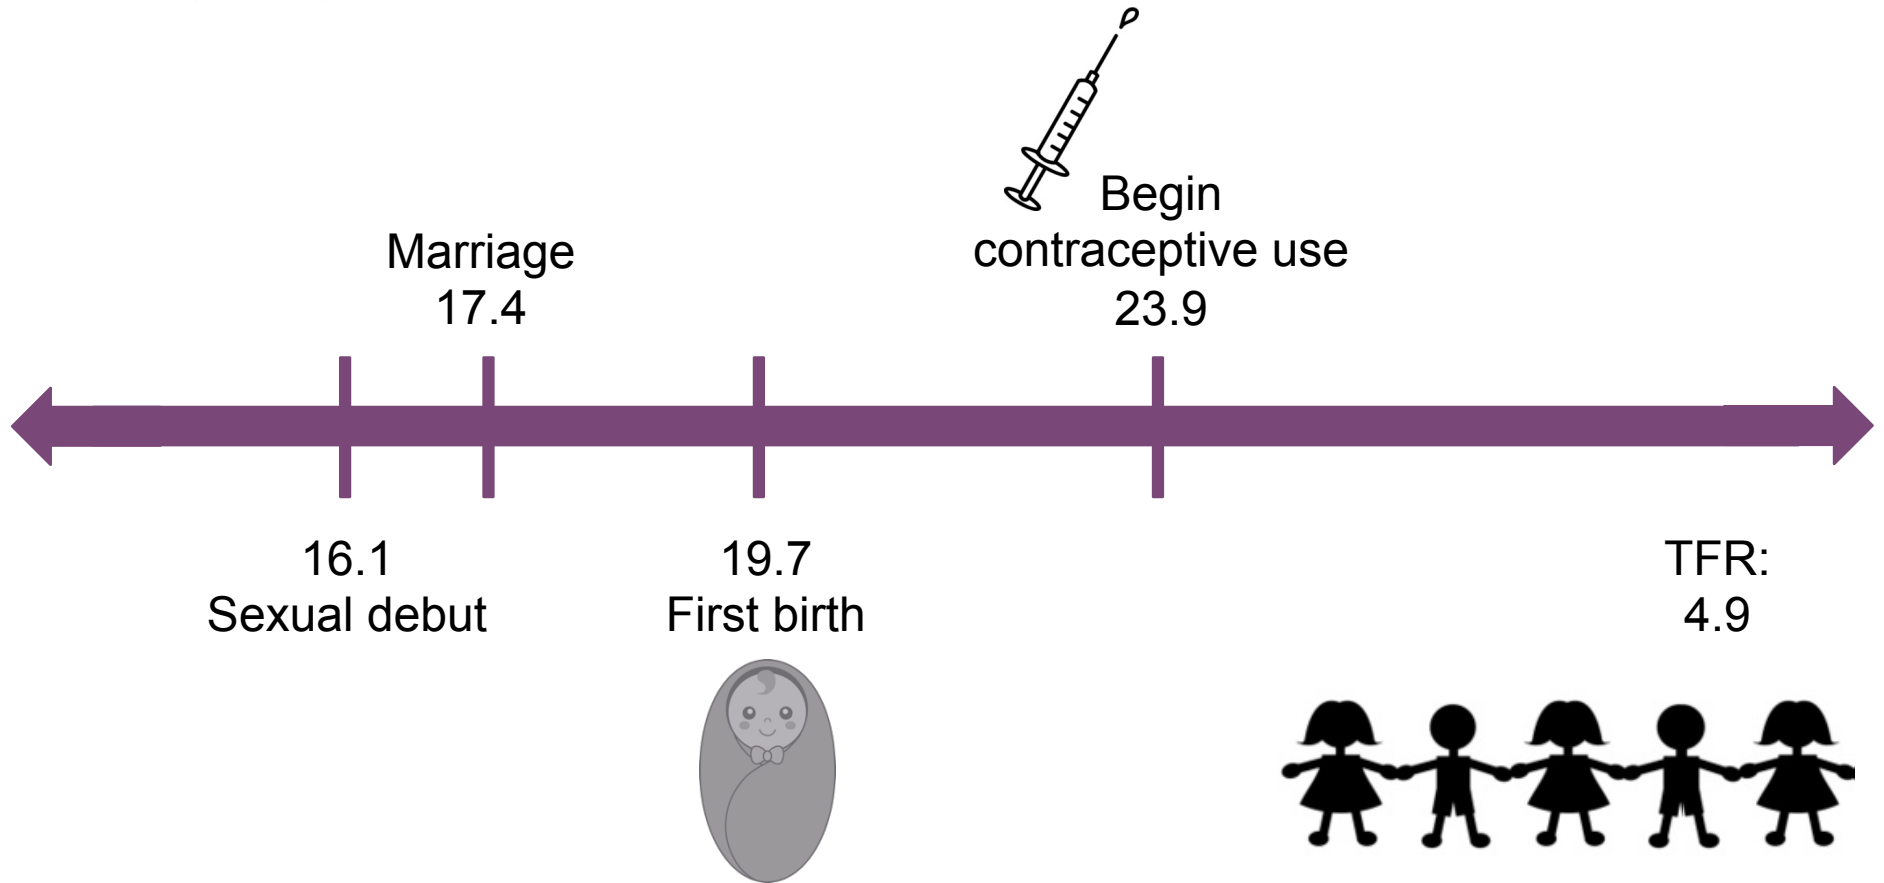 Begin
contraceptive use
23.9
Marriage
17.4
16.1
Sexual debut
19.7
First birth
TFR:
4.9